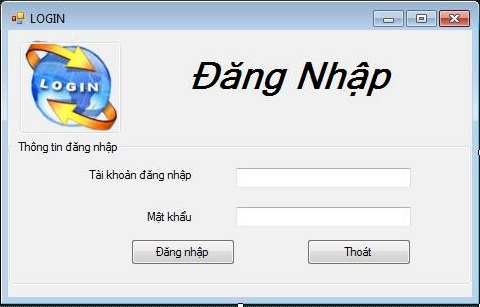 LOGIN
LOGIN
Đăng Nhập
Thông tin đăng nhập
Tài khoản đăng nhập
Mật khẩu
Đăng nhập
Thoát